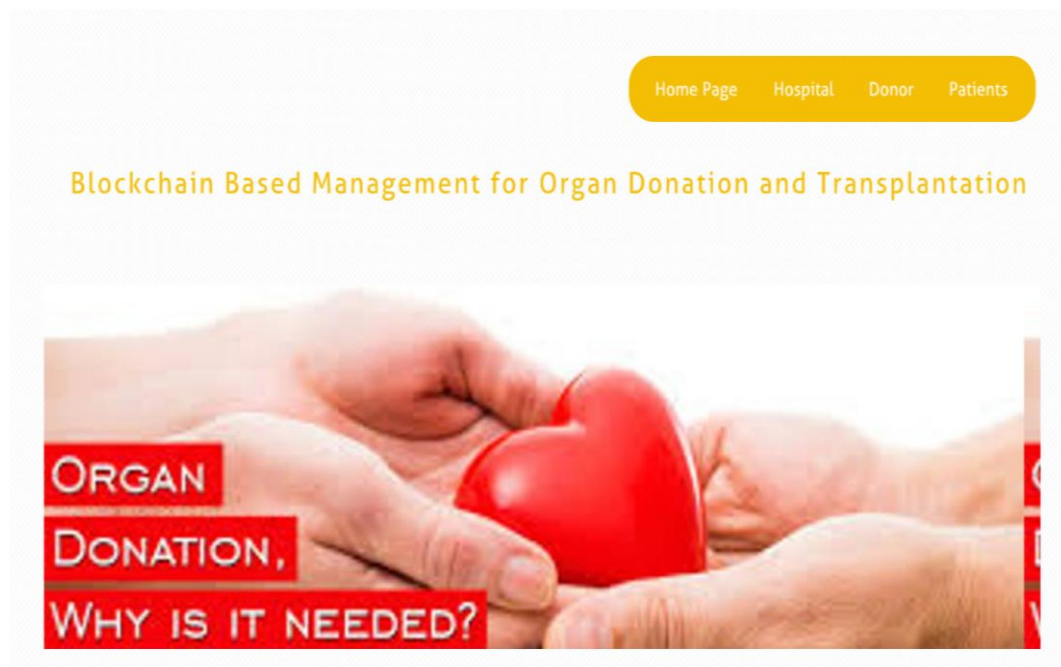 Home Page Hospital Donor Patients
Blockchain Based Management for Organ Donation and Transplantation
ORGAN
DONATION,
WHY IS IT NEEDED?